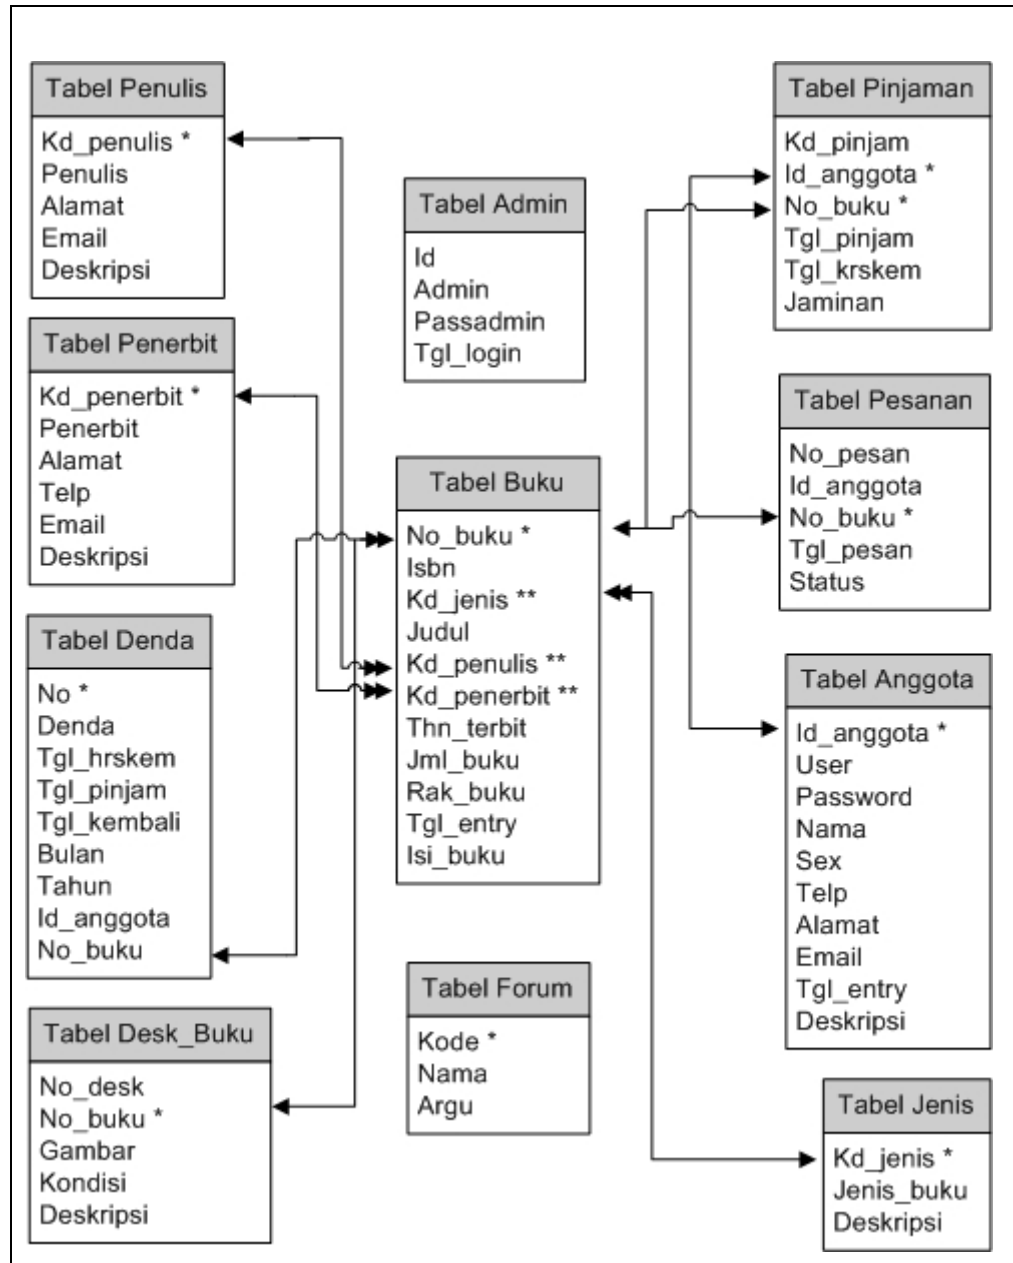 Tabel Penulis
Kd_penulis *
Penulis
Alamat
Email
Deskripsi
Tabel Penerbit
Kd_penerbit *
Penerbit
Alamat
Telp
Email
Deskripsi
Tabel Denda
No *
Denda
Tgl_hrskem
Tgl_pinjam
Tgl_kembali
Bulan
Tahun
Id_anggota
No_buku
Tabel Desk_Buku
No_desk
No_buku *
Gambar
Kondisi
Deskripsi
Tabel Admin
Id
Admin
Passadmin
Tgl_login
Tabel Buku
No_buku *
Isbn
Kd_jenis **
Judul
Kd_penulis **
Kd_penerbit **
Thn_terbit
Jml_buku
Rak_buku
Tgl_entry
Isi_buku
Tabel Forum
Kode *
Nama
Argu
Tabel Pinjaman
Kd_pinjam
Id_anggota *
No_buku *
Tgl_pinjam
Tgl_krskem
Jaminan
Tabel Pesanan
No_pesan
Id_anggota
No_buku *
Tgl_pesan
Status
Tabel Anggota
Id_anggota *
User
Password
Nama
Sex
Telp
Alamat
Email
Tgl_entry
Deskripsi
Tabel Jenis
Kd_jenis *
Jenis_buku
Deskripsi